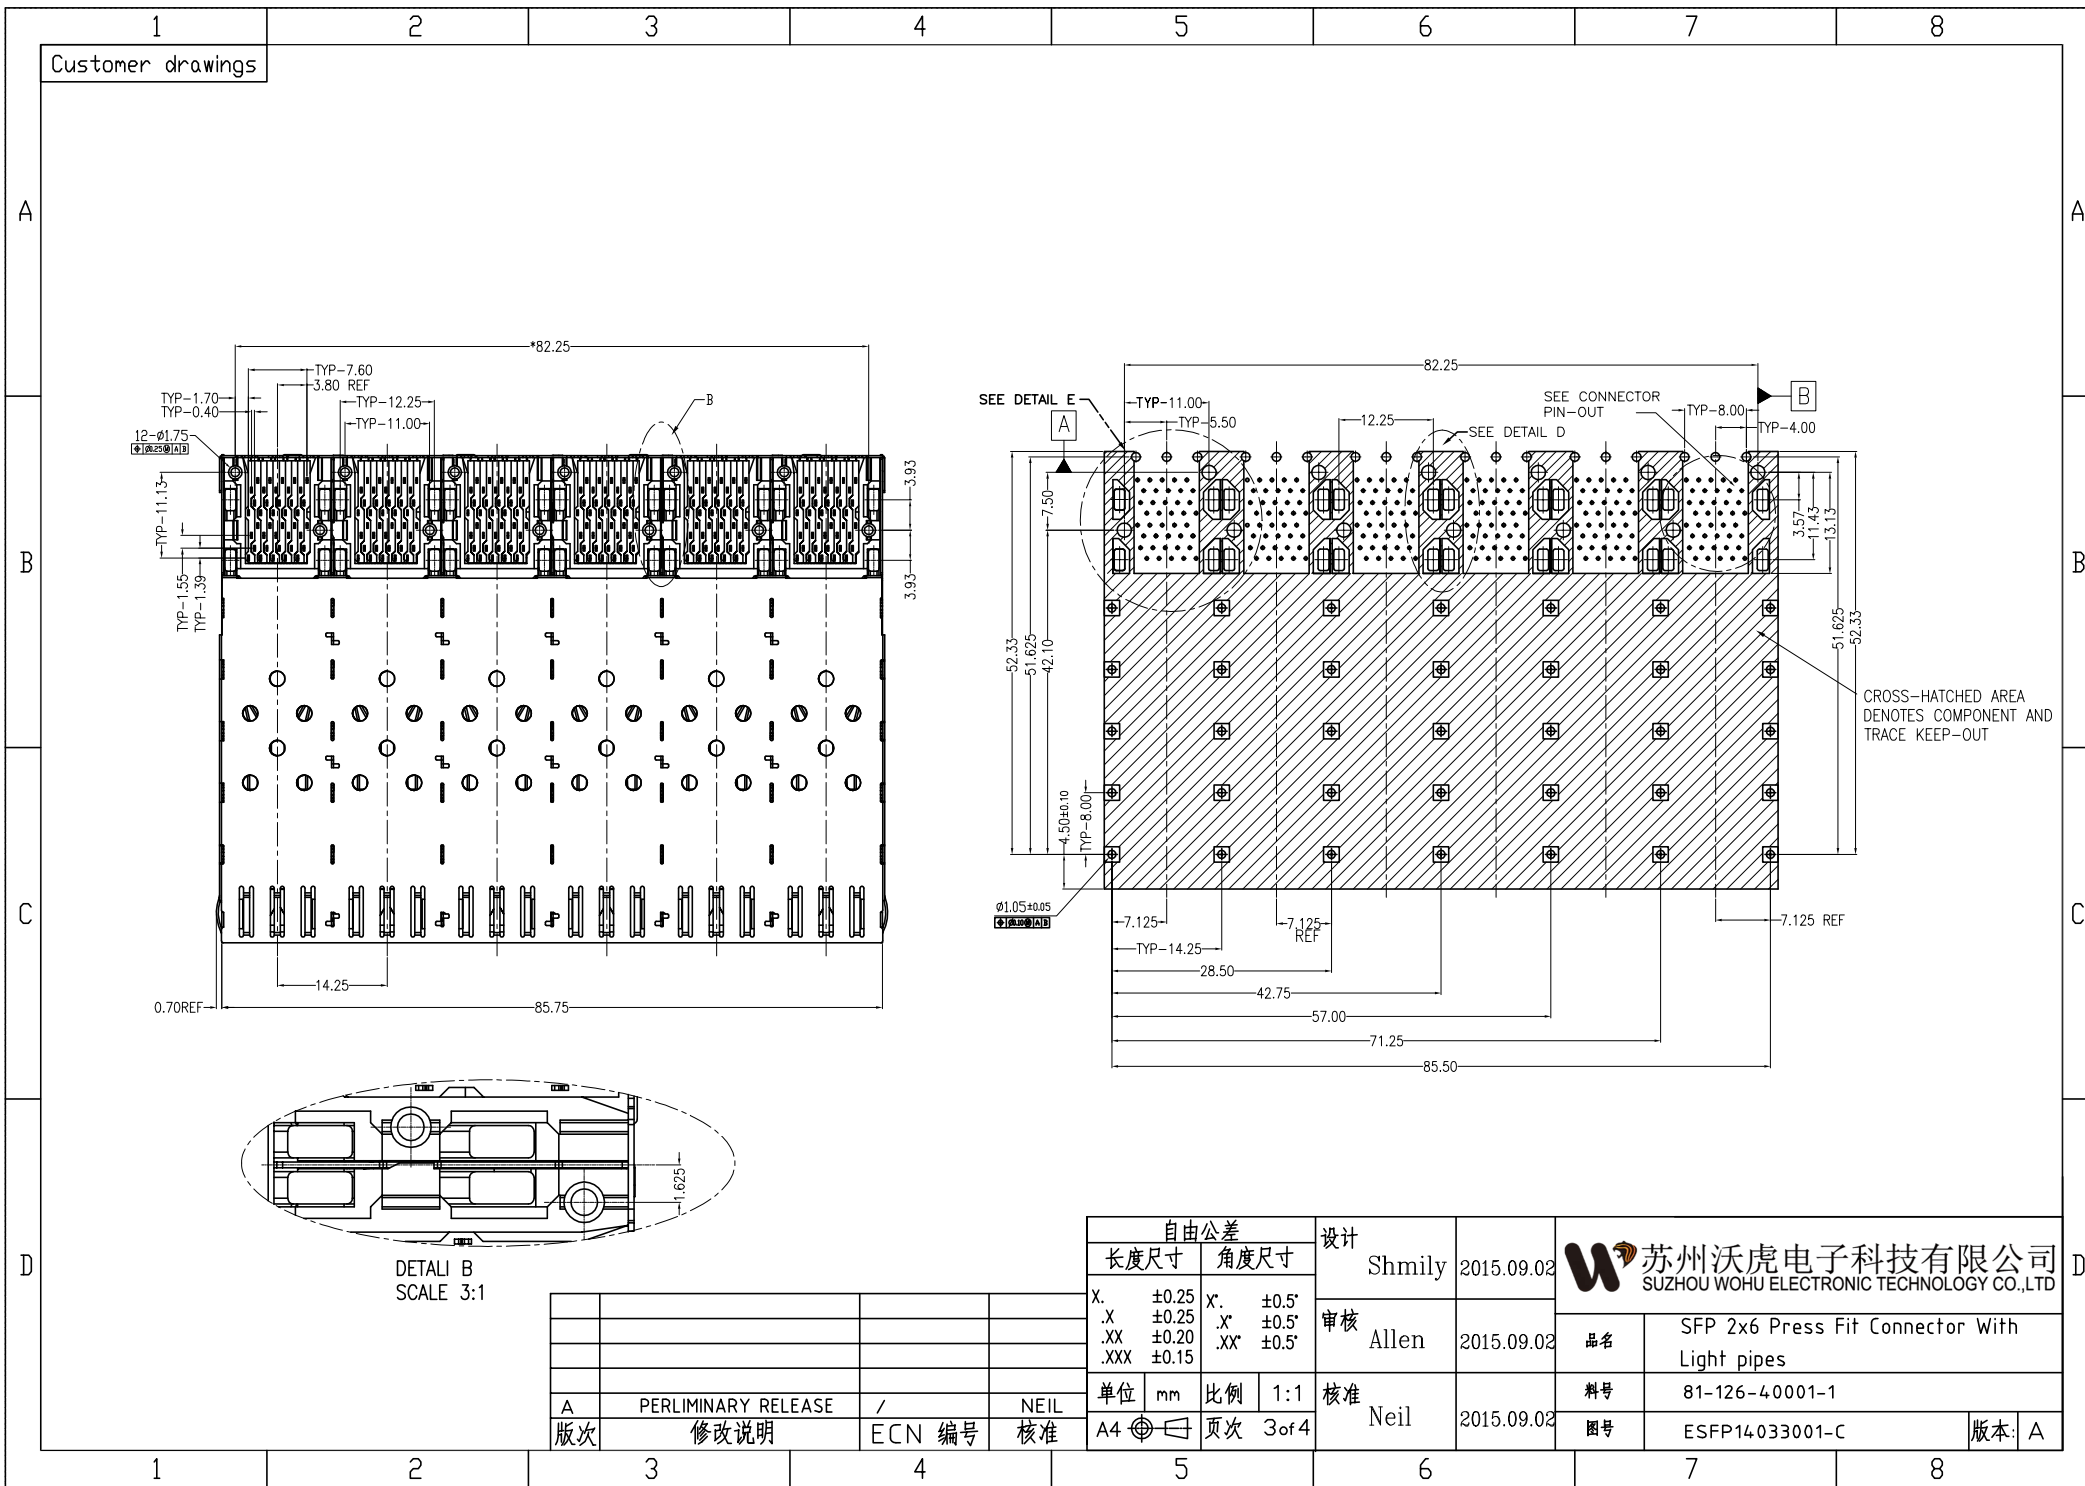 1 2 3 4 5 6 7 8
Customer drawings
A A
B B
C C
D D
*82.25
TYP-7.60
3.80 REF
TYP-1.70
TYP-12.25
TYP-0.40
TYP-11.00
12-Ø1.75
Ø0.25 Ⓜ A B
B
TYP-11.13
TYP-1.55
TYP-1.39
3.93
3.93
14.25
0.70REF
85.75
82.25
SEE DETAIL E
TYP-11.00
TYP-5.50
A
12.25
SEE DETAIL D
SEE CONNECTOR
PIN-OUT
TYP-8.00
TYP-4.00
B
7.50
52.33
51.625
42.10
3.57
11.43
13.13
51.625
52.33
CROSS-HATCHED AREA
DENOTES COMPONENT AND
TRACE KEEP-OUT
4.50±0.10
TYP-8.00
Ø1.05±0.05
Ø0.10 Ⓜ A B
7.125
7.125
REF
7.125 REF
TYP-14.25
28.50
42.75
57.00
71.25
85.50
1.625
DETALI B
SCALE 3:1
自由公差
长度尺寸 角度尺寸
X. ±0.25 X°. ±0.5°
.X ±0.25 .X° ±0.5°
.XX ±0.20 .XX° ±0.5°
.XXX ±0.15
单位 mm 比例 1:1
A4 页次 3of4
设计 Shmily 2015.09.02
审核 Allen 2015.09.02
核准 Neil 2015.09.02
苏州沃虎电子科技有限公司
SUZHOU WOHU ELECTRONIC TECHNOLOGY CO.,LTD
品名 SFP 2x6 Press Fit Connector With
Light pipes
料号 81-126-40001-1
图号 ESFP14033001-C 版本: A
A PERLIMINARY RELEASE / NEIL
版次 修改说明 ECN 编号 核准
1 2 3 4 5 6 7 8